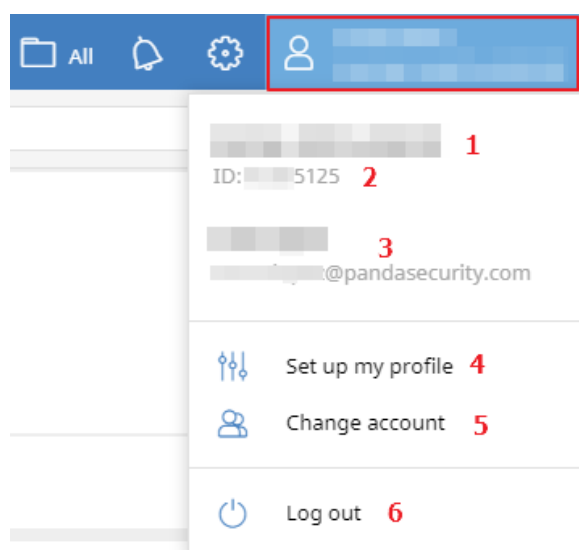 All
1
ID: 5125 2
3
@pandasecurity.com
Set up my profile 4
Change account 5
Log out 6